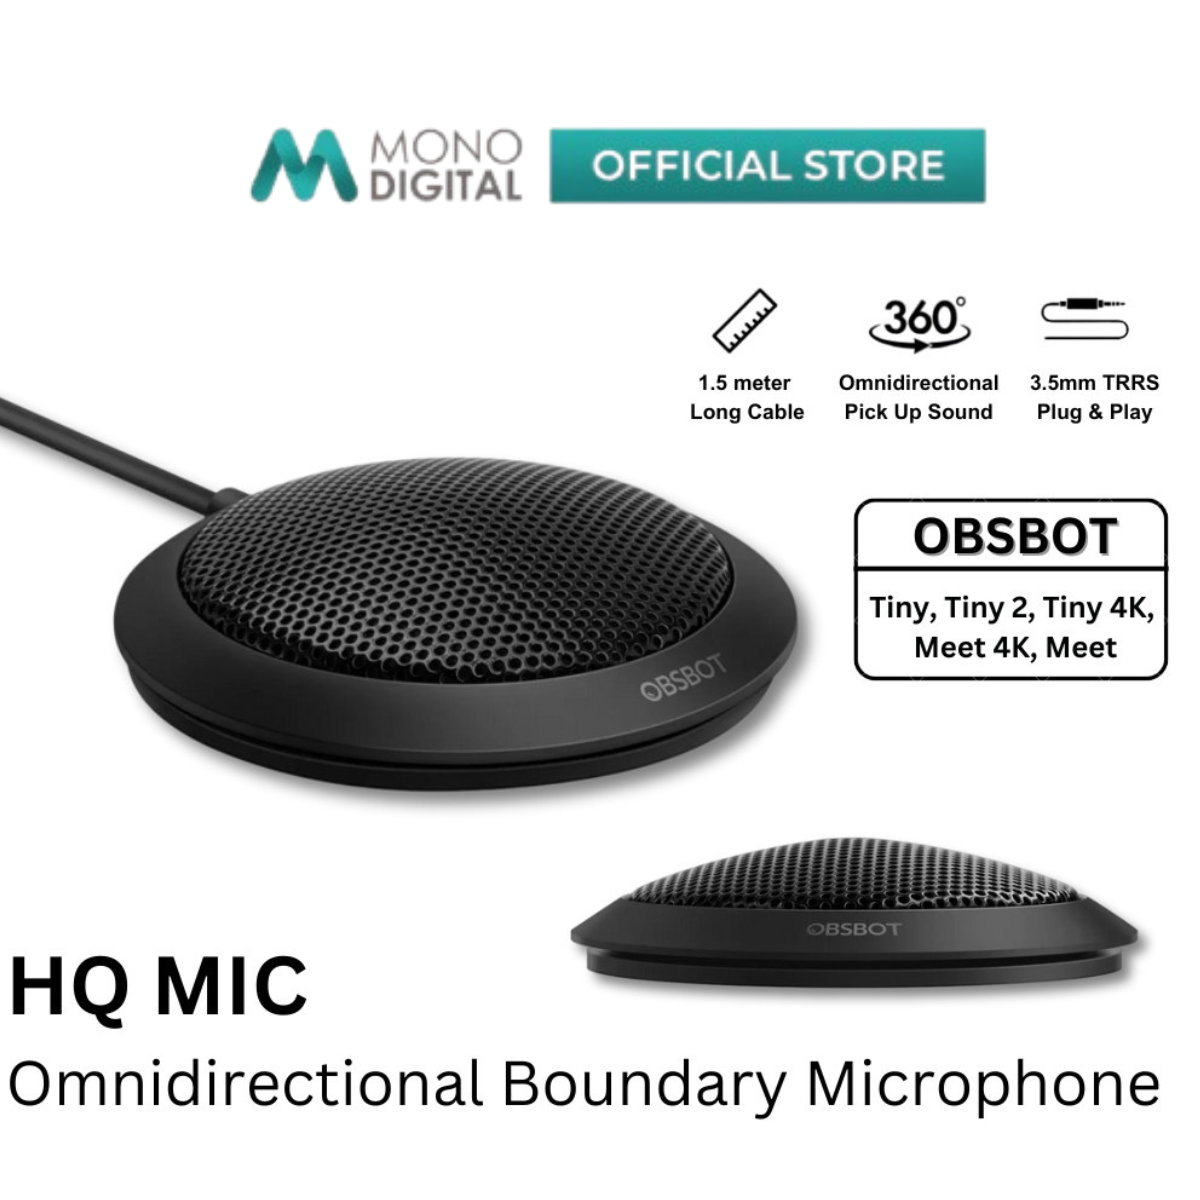 MONO
DIGITAL
OFFICIAL STORE
360°
1.5 meter
Long Cable
Omnidirectional
Pick Up Sound
3.5mm TRRS
Plug & Play
OBSBOT
Tiny, Tiny 2, Tiny 4K,
Meet 4K, Meet
OBSBOT
OBSBOT
HQ MIC
Omnidirectional Boundary Microphone